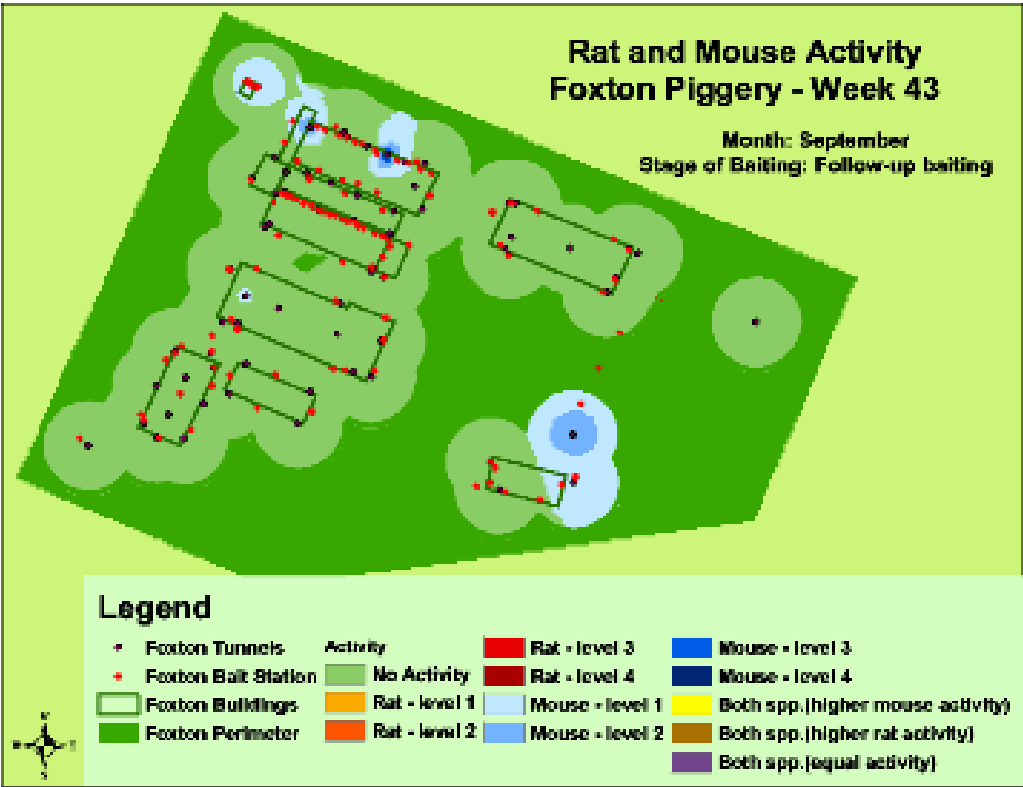 Rat and Mouse Activity
Foxton Piggery - Week 43
Month: September
Stage of Baiting: Follow-up baiting
Legend
Foxton Tunnels
Foxton Bait Station
Foxton Buildings
Foxton Perimeter
Activity
No Activity
Rat - level 1
Rat - level 2
Rat - level 3
Rat - level 4
Mouse - level 1
Mouse - level 2
Mouse - level 3
Mouse - level 4
Both spp.(higher mouse activity)
Both spp.(higher rat activity)
Both spp.(equal activity)